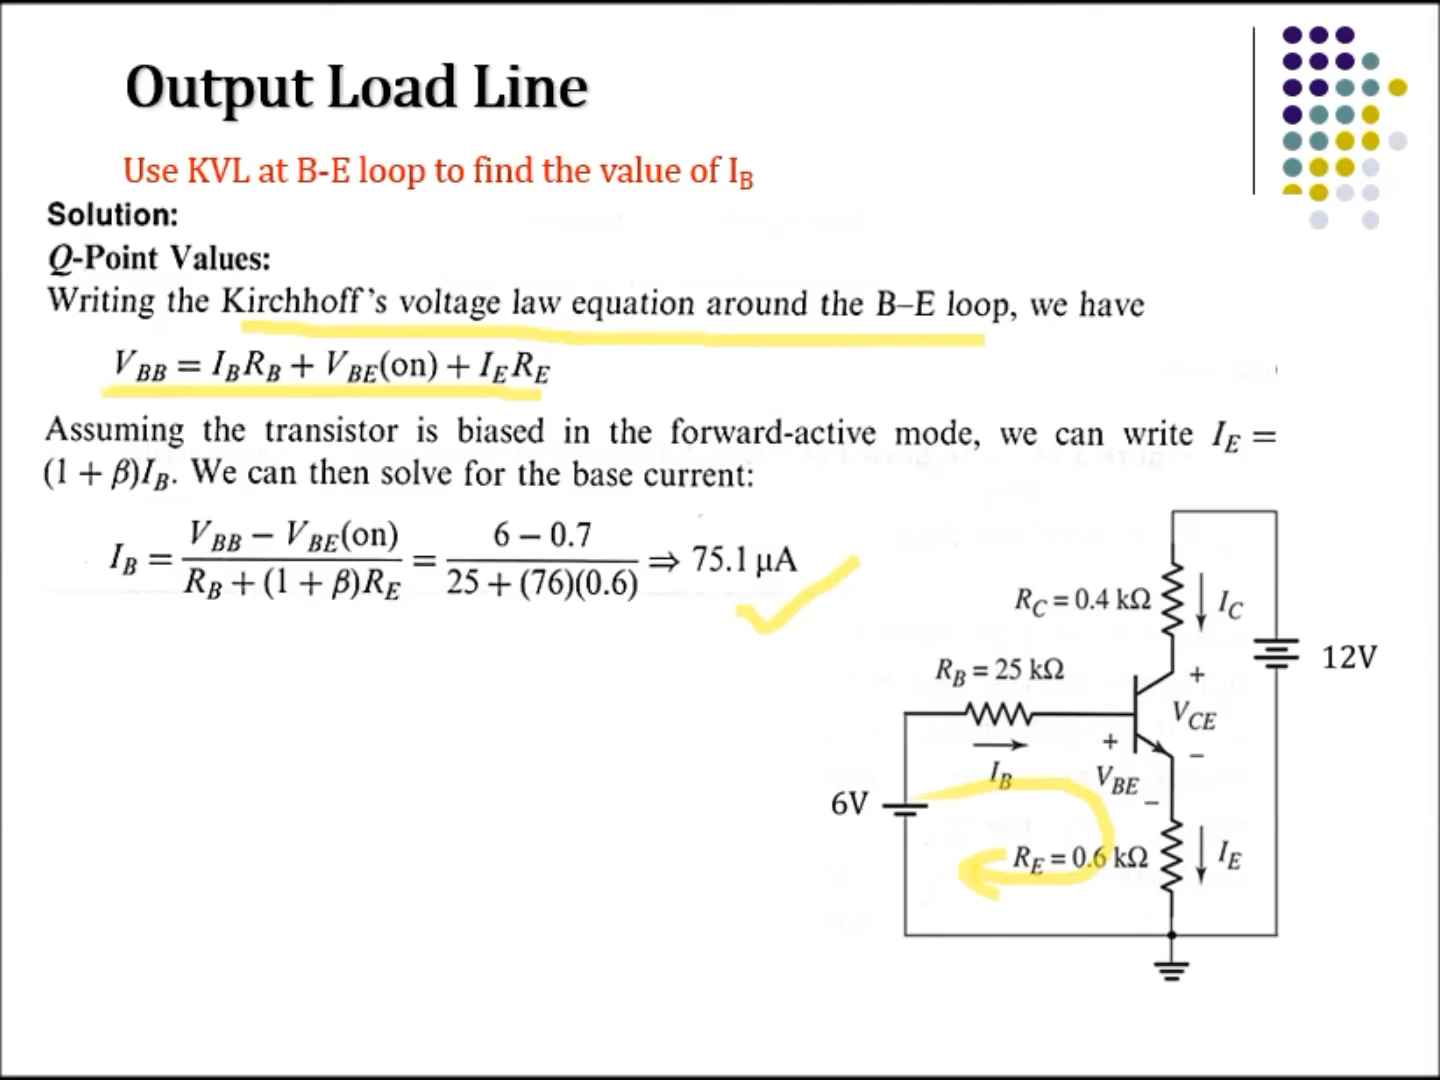 Output Load Line
Use KVL at B-E loop to find the value of I_B
Solution:
Q-Point Values:
Writing the Kirchhoff's voltage law equation around the B–E loop, we have
V_BB = I_B R_B + V_BE(on) + I_E R_E
Assuming the transistor is biased in the forward-active mode, we can write I_E =
(1 + β)I_B. We can then solve for the base current:
I_B = (V_BB − V_BE(on)) / (R_B + (1 + β)R_E) = (6 − 0.7) / (25 + (76)(0.6)) ⇒ 75.1 μA
R_C = 0.4 kΩ
I_C
12V
R_B = 25 kΩ
+
V_CE
−
I_B
+
V_BE
−
6V
R_E = 0.6 kΩ
I_E